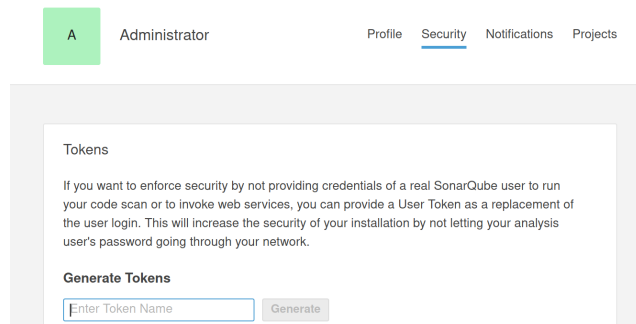 A Administrator Profile Security Notifications Projects
Tokens
If you want to enforce security by not providing credentials of a real SonarQube user to run
your code scan or to invoke web services, you can provide a User Token as a replacement of
the user login. This will increase the security of your installation by not letting your analysis
user's password going through your network.
Generate Tokens
Enter Token Name Generate